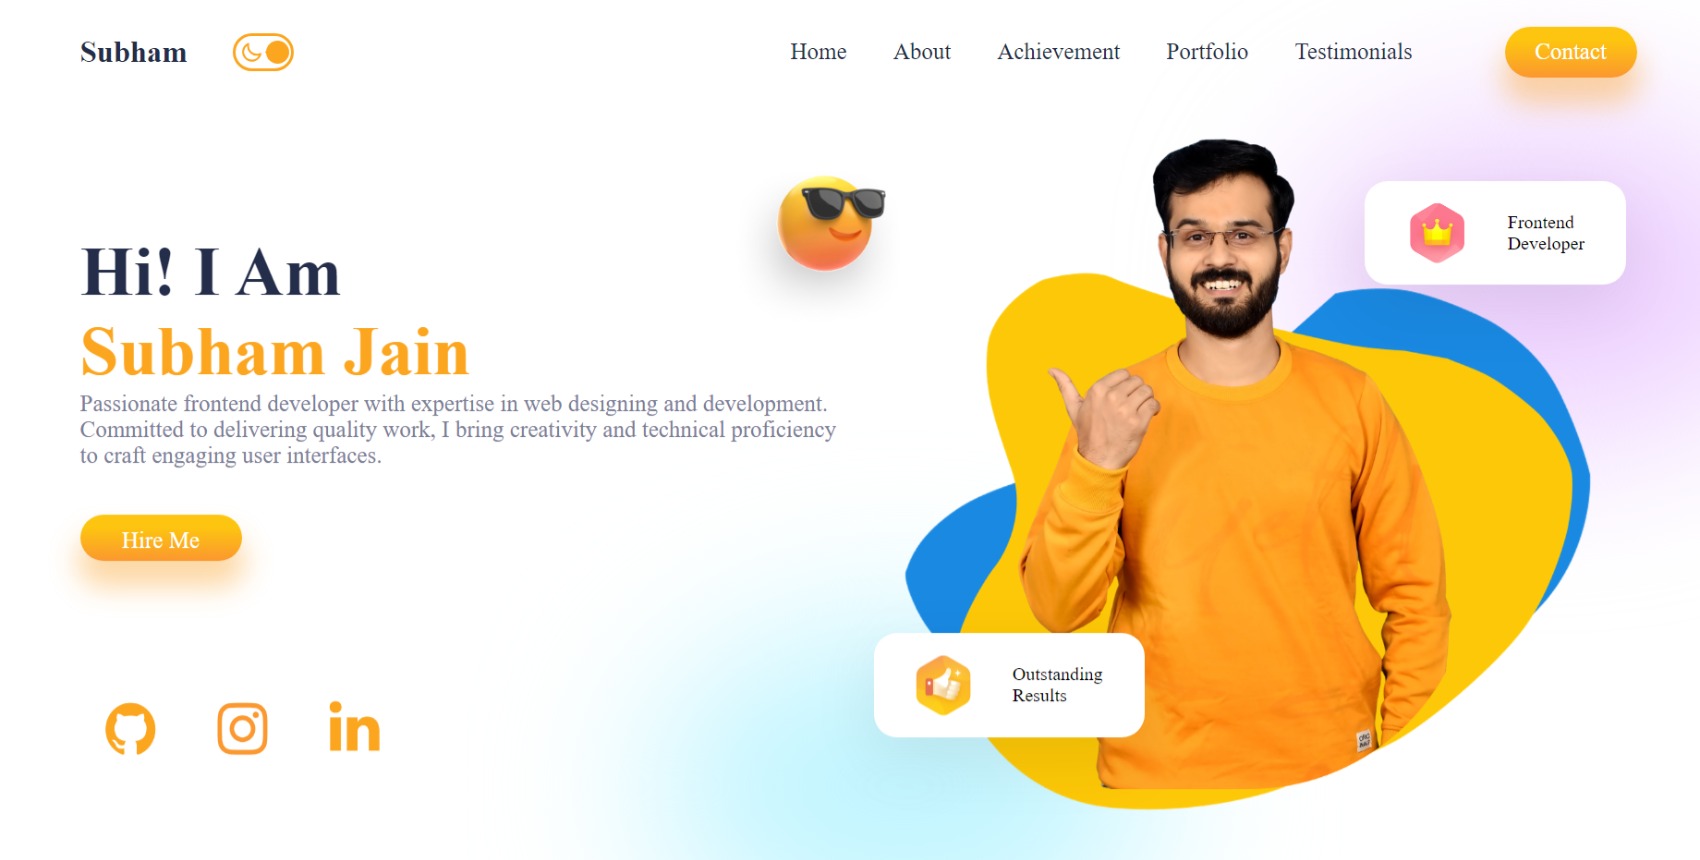 Subham
Home About Achievement Portfolio Testimonials Contact
Frontend
Developer
Hi! I Am
Subham Jain
Passionate frontend developer with expertise in web designing and development.
Committed to delivering quality work, I bring creativity and technical proficiency
to craft engaging user interfaces.
Hire Me
Outstanding
Results
in